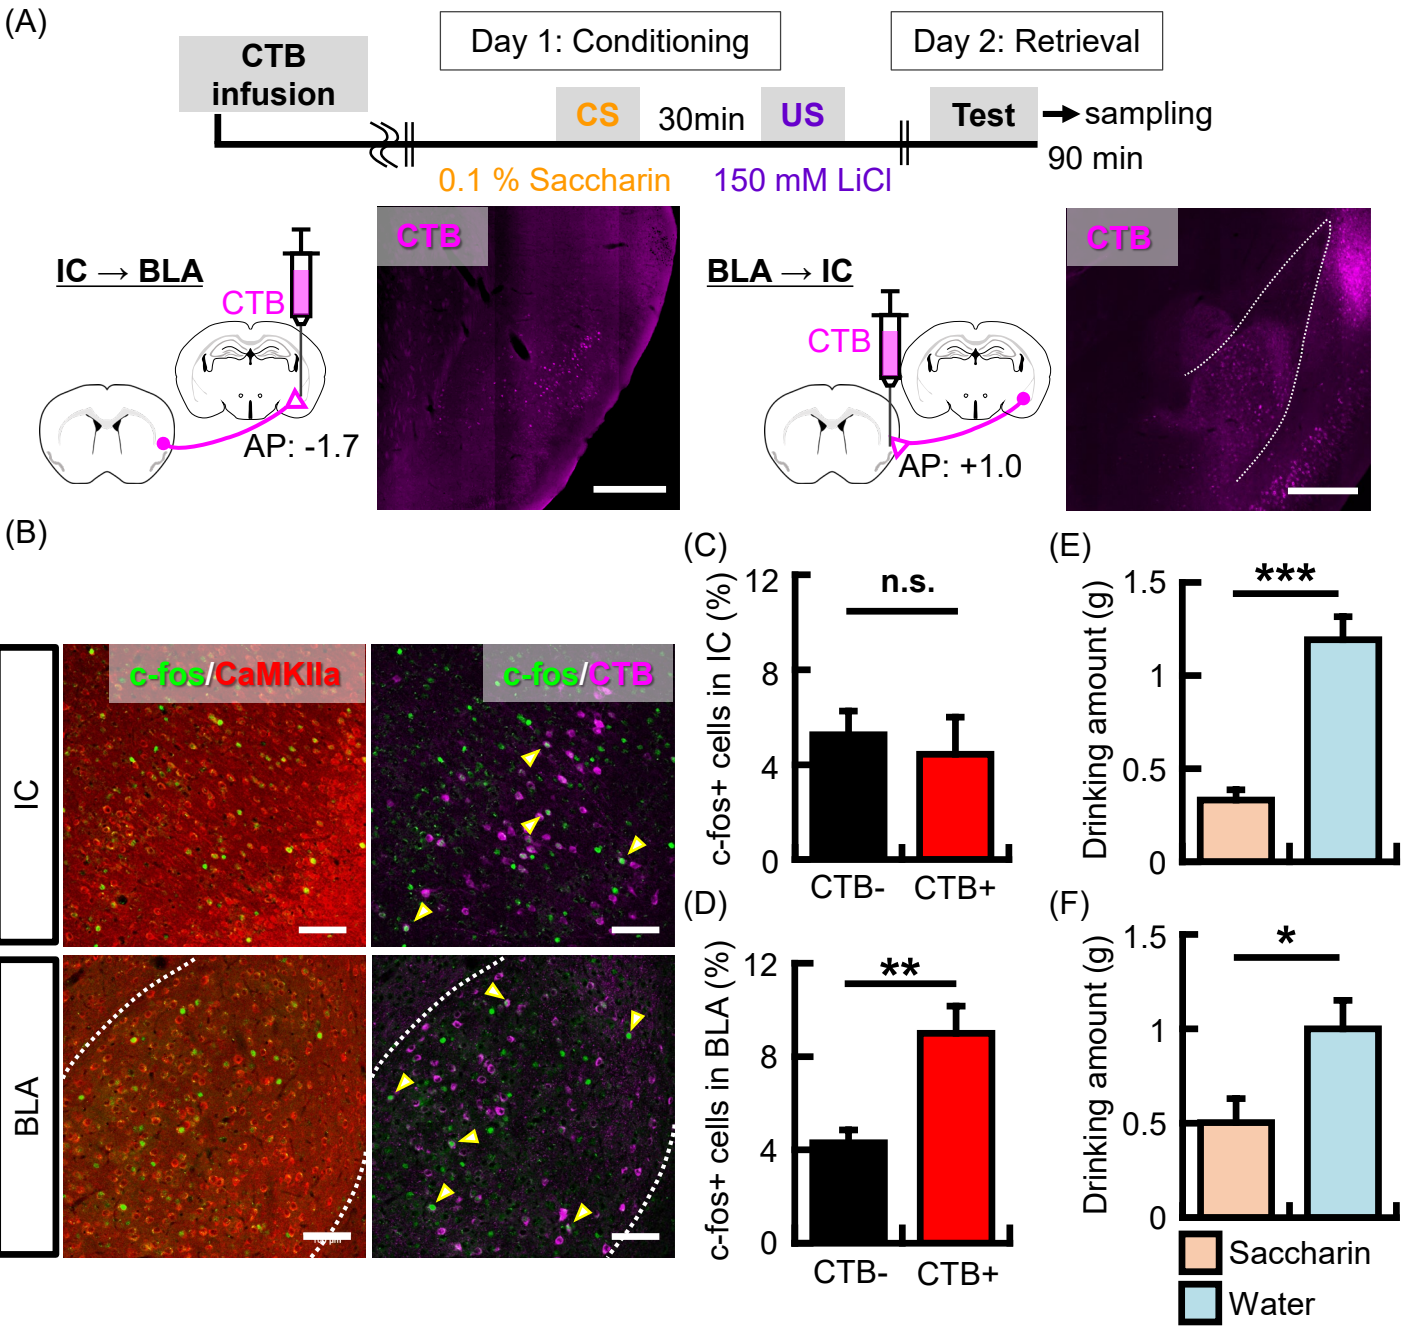 (A)
CTB
infusion
Day 1: Conditioning
Day 2: Retrieval
CS
30min
US
Test
sampling
90 min
0.1 % Saccharin
150 mM LiCl
IC → BLA
CTB
AP: -1.7
CTB
BLA → IC
CTB
AP: +1.0
CTB
(B)
c-fos/CaMKIIa
c-fos/CTB
IC
BLA
(C)
c-fos+ cells in IC (%)
12
8
4
0
n.s.
CTB-
CTB+
(D)
c-fos+ cells in BLA (%)
12
8
4
0
**
CTB-
CTB+
(E)
Drinking amount (g)
1.5
1
0.5
0
***
(F)
Drinking amount (g)
1.5
1
0.5
0
*
Saccharin
Water